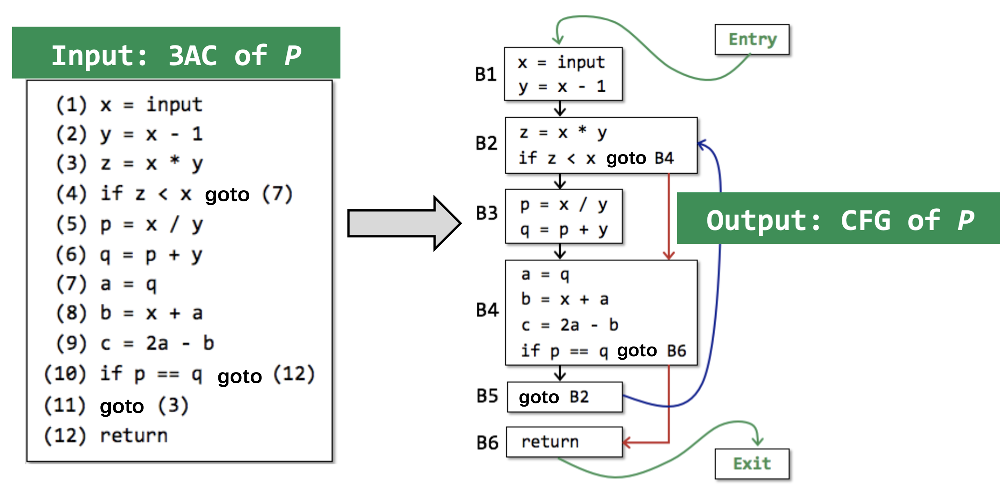 Input: 3AC of P
(1) x = input
(2) y = x - 1
(3) z = x * y
(4) if z < x goto (7)
(5) p = x / y
(6) q = p + y
(7) a = q
(8) b = x + a
(9) c = 2a - b
(10) if p == q goto (12)
(11) goto (3)
(12) return
Entry
B1
x = input
y = x - 1
B2
z = x * y
if z < x goto B4
B3
p = x / y
q = p + y
Output: CFG of P
B4
a = q
b = x + a
c = 2a - b
if p == q goto B6
B5
goto B2
B6
return
Exit